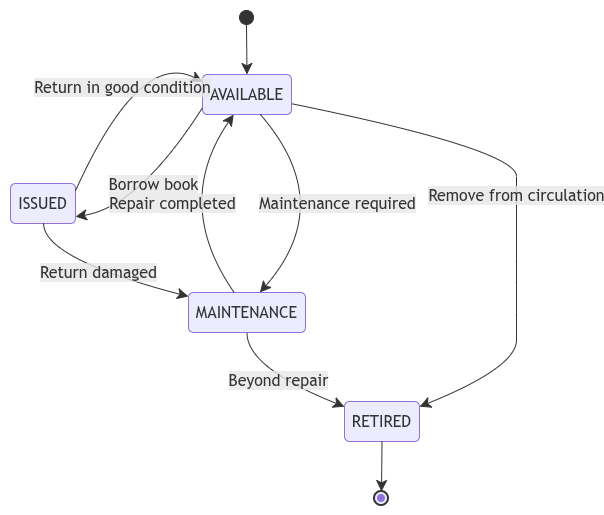 Return in good condition
AVAILABLE
Borrow book
ISSUED
Repair completed
Maintenance required
Remove from circulation
Return damaged
MAINTENANCE
Beyond repair
RETIRED